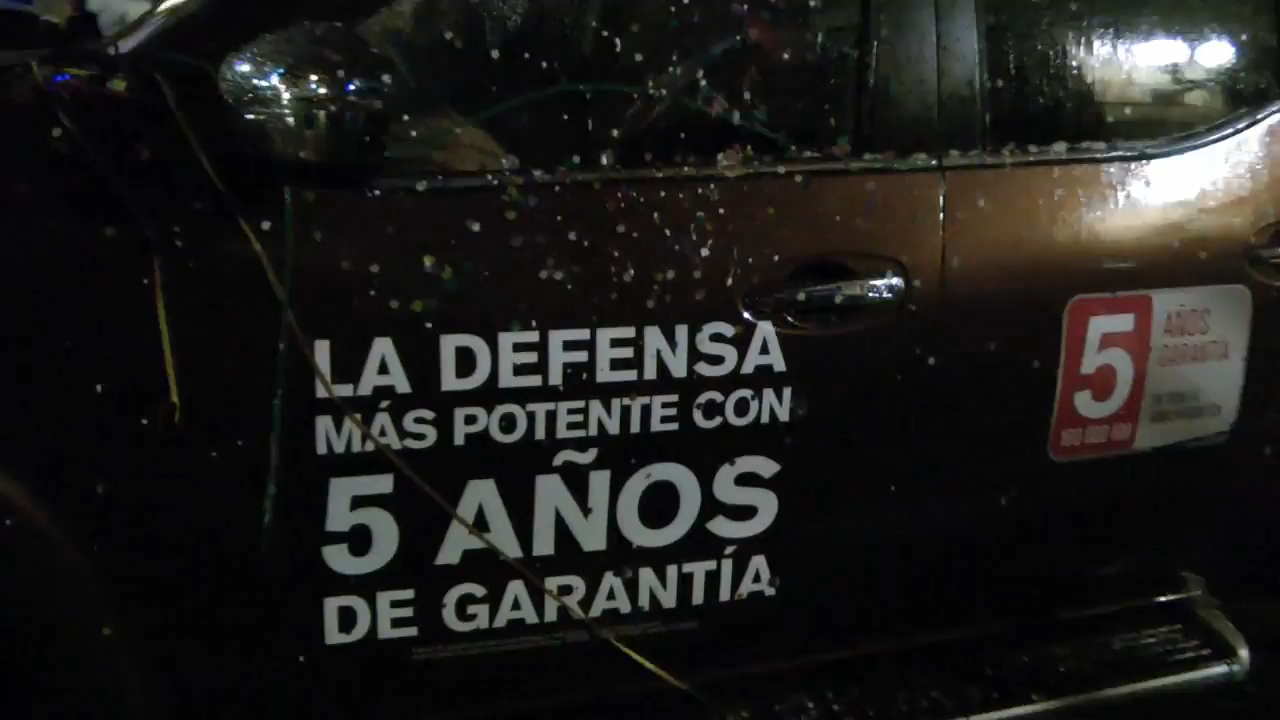 LA DEFENSA
MÁS POTENTE CON
5 AÑOS
DE GARANTÍA
5
AÑOS
GARANTÍA